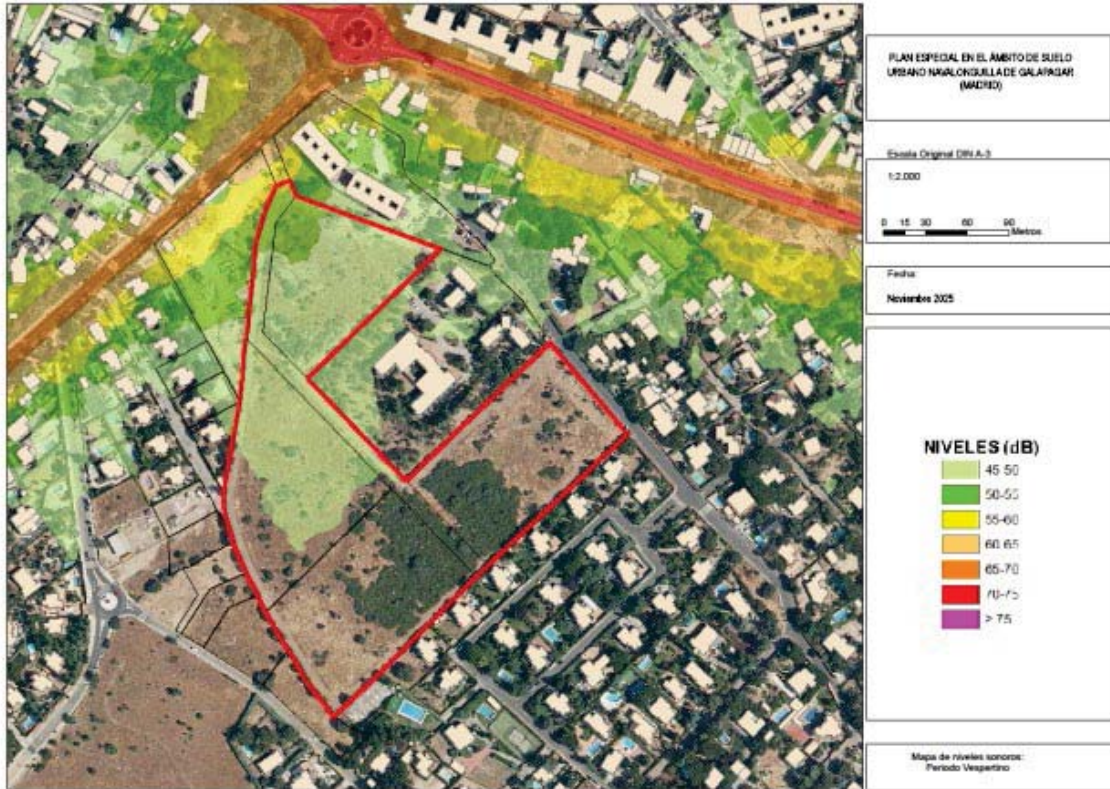 PLAN ESPECIAL EN EL ÁMBITO DE SUELO
URBANO NAVALONGUILLA DE GALAPAGAR
(MADRID)
Escala Original DIN A-3
1:2.000
0 15 30 60 90
Metros
Fecha:
Noviembre 2025
NIVELES (dB)
45-50
50-55
55-60
60-65
65-70
70-75
> 75
Mapa de niveles sonoros:
Periodo Vespertino